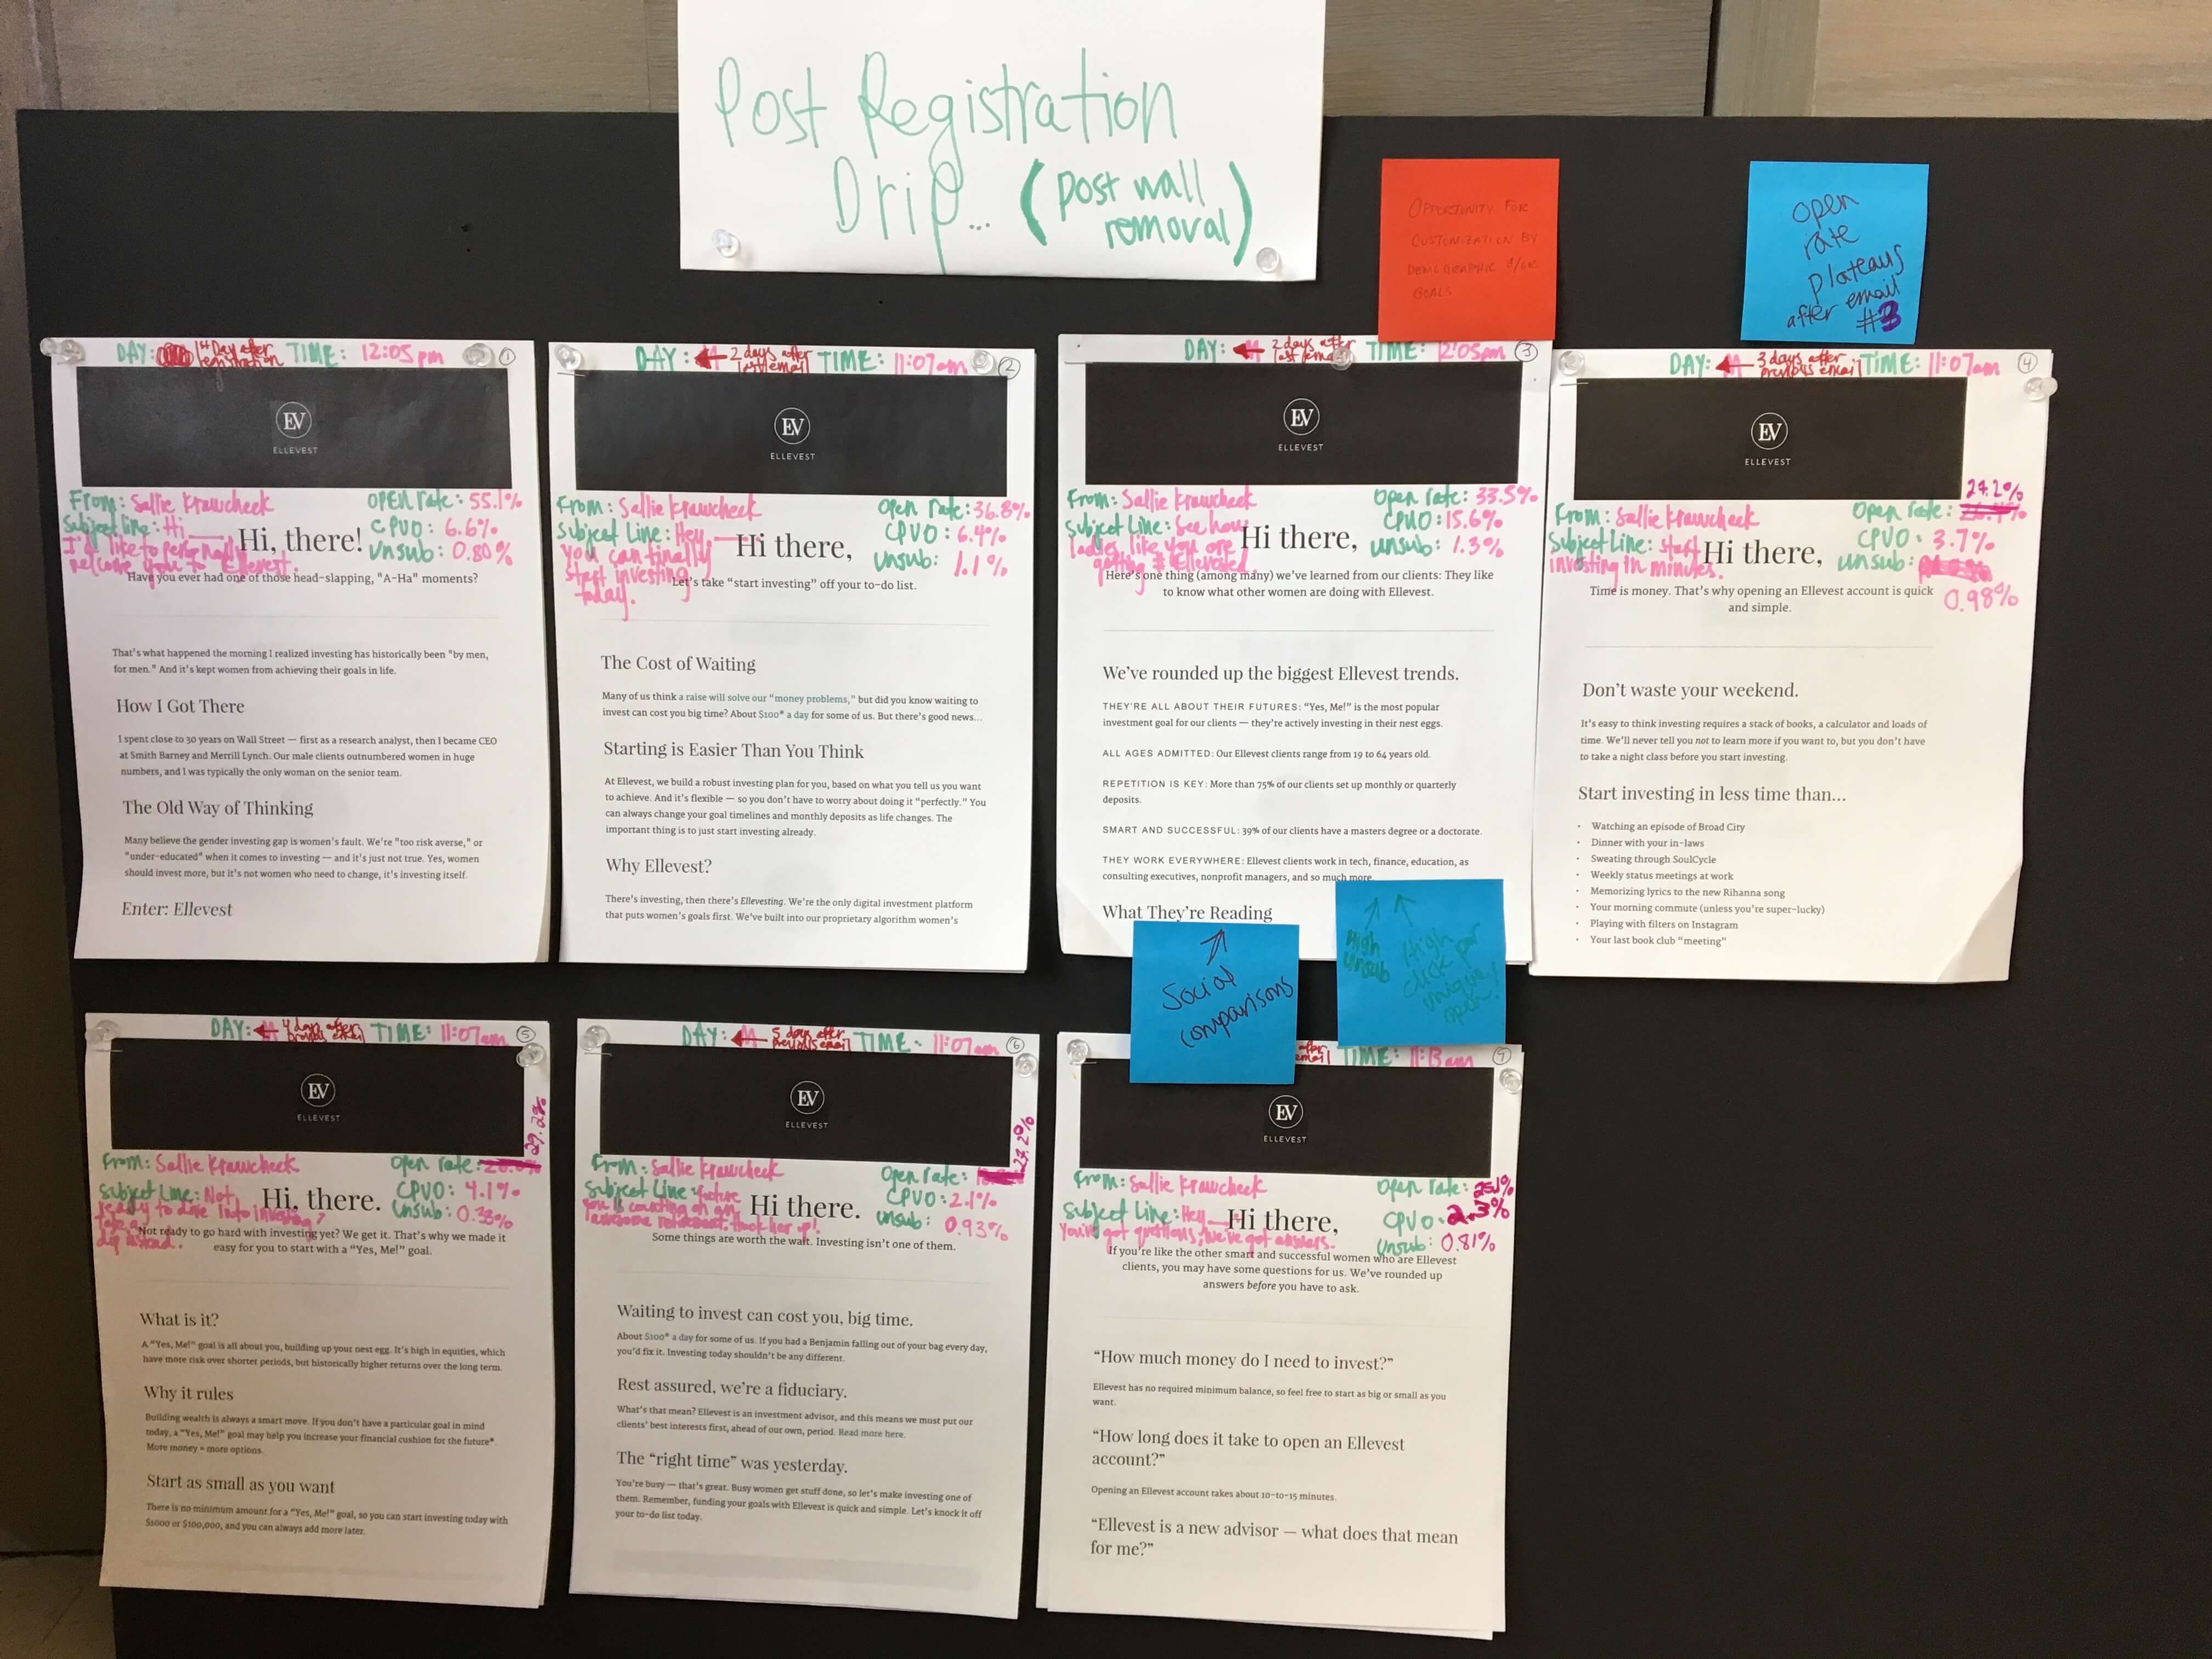 Post Registration
Drip... (post wall
removal)
OPPORTUNITY FOR
CUSTOMIZATION BY
DEMOGRAPHIC &/OR
GOALS
open
rate
plateaus
after email
#3
DAY: 1st Day after registration TIME: 12:05 pm 1
EV
ELLEVEST
From: Sallie Krawcheck
OPEN rate: 55.1%
Subject line: Hi ___
CPVO: 6.6%
I'd like to personally
welcome you to Ellevest.
Unsub: 0.80%
Hi, there!
Have you ever had one of those head-slapping, "A-Ha" moments?
That's what happened the morning I realized investing has historically been "by men,
for men." And it's kept women from achieving their goals in life.
How I Got There
I spent close to 30 years on Wall Street — first as a research analyst, then I became CEO
at Smith Barney and Merrill Lynch. Our male clients outnumbered women in huge
numbers, and I was typically the only woman on the senior team.
The Old Way of Thinking
Many believe the gender investing gap is women's fault. We're "too risk averse," or
"under-educated" when it comes to investing — and it's just not true. Yes, women
should invest more, but it's not women who need to change, it's investing itself.
Enter: Ellevest
DAY: 2 days after last email TIME: 11:07am 2
EV
ELLEVEST
From: Sallie Krawcheck
Open rate: 36.8%
Subject Line: Hey, ___
CPVO: 6.4%
you can finally
start investing
today.
Unsub: 1.1%
Hi there,
Let's take "start investing" off your to-do list.
The Cost of Waiting
Many of us think a raise will solve our "money problems," but did you know waiting to
invest can cost you big time? About $100* a day for some of us. But there's good news...
Starting is Easier Than You Think
At Ellevest, we build a robust investing plan for you, based on what you tell us you want
to achieve. And it's flexible — so you don't have to worry about doing it "perfectly." You
can always change your goal timelines and monthly deposits as life changes. The
important thing is to just start investing already.
Why Ellevest?
There's investing, then there's Ellevesting. We're the only digital investment platform
that puts women's goals first. We've built into our proprietary algorithm women's
DAY: 2 days after last email TIME: 12:05pm 3
EV
ELLEVEST
From: Sallie Krawcheck
Open rate: 33.5%
Subject Line: See how
CPUO: 15.6%
ladies like you are
getting # Ellevated.
unsub: 1.3%
Hi there,
Here's one thing (among many) we've learned from our clients: They like
to know what other women are doing with Ellevest.
We've rounded up the biggest Ellevest trends.
THEY'RE ALL ABOUT THEIR FUTURES: "Yes, Me!" is the most popular
investment goal for our clients — they're actively investing in their nest eggs.
ALL AGES ADMITTED: Our Ellevest clients range from 19 to 64 years old.
REPETITION IS KEY: More than 75% of our clients set up monthly or quarterly
deposits.
SMART AND SUCCESSFUL: 39% of our clients have a masters degree or a doctorate.
THEY WORK EVERYWHERE: Ellevest clients work in tech, finance, education, as
consulting executives, nonprofit managers, and so much more.
What They're Reading
Social
comparisons
High
unsub
High
click per
unique
open!
DAY: 3 days after previous email TIME: 11:07am 4
EV
ELLEVEST
From: Sallie Krawcheck
Open rate: 29.2%
Subject Line: Start
investing in minutes.
CPVO: 3.7%
unsub:
0.98%
Hi there,
Time is money. That's why opening an Ellevest account is quick
and simple.
Don't waste your weekend.
It's easy to think investing requires a stack of books, a calculator and loads of
time. We'll never tell you not to learn more if you want to, but you don't have
to take a night class before you start investing.
Start investing in less time than...
• Watching an episode of Broad City
• Dinner with your in-laws
• Sweating through SoulCycle
• Weekly status meetings at work
• Memorizing lyrics to the new Rihanna song
• Your morning commute (unless you're super-lucky)
• Playing with filters on Instagram
• Your last book club "meeting"
DAY: 4 days after previous email TIME: 11:07am 5
EV
ELLEVEST
From: Sallie Krawcheck
Open rate: 29.2%
Subject Line: Not
ready to dive into investing?
take a
dip instead.
CPVO: 4.1%
Unsub: 0.33%
Hi, there.
Not ready to go hard with investing yet? We get it. That's why we made it
easy for you to start with a "Yes, Me!" goal.
What is it?
A "Yes, Me!" goal is all about you, building up your nest egg. It's high in equities, which
have more risk over shorter periods, but historically higher returns over the long term.
Why it rules
Building wealth is always a smart move. If you don't have a particular goal in mind
today, a "Yes, Me!" goal may help you increase your financial cushion for the future*.
More money = more options.
Start as small as you want
There is no minimum amount for a "Yes, Me!" goal, so you can start investing today with
$1000 or $100,000, and you can always add more later.
DAY: 5 days after previous email TIME: 11:07am 6
EV
ELLEVEST
From: Sallie Krawcheck
Open rate: 27.2%
Subject Line: future
you is counting on an
awesome retirement. Hook her up!
CPVO: 2.1%
unsub: 0.93%
Hi there.
Some things are worth the wait. Investing isn't one of them.
Waiting to invest can cost you, big time.
About $100* a day for some of us. If you had a Benjamin falling out of your bag every day,
you'd fix it. Investing today shouldn't be any different.
Rest assured, we're a fiduciary.
What's that mean? Ellevest is an investment advisor, and this means we must put our
clients' best interests first, ahead of our own, period. Read more here.
The "right time" was yesterday.
You're busy — that's great. Busy women get stuff done, so let's make investing one of
them. Remember, funding your goals with Ellevest is quick and simple. Let's knock it off
your to-do list today.
after email TIME: 11:13am 7
EV
ELLEVEST
From: Sallie Krawcheck
Open rate: 25.1%
Subject Line: Hey ___
You've got questions, we've got answers.
CPVO. 2.3%
Unsub: 0.81%
Hi there,
If you're like the other smart and successful women who are Ellevest
clients, you may have some questions for us. We've rounded up
answers before you have to ask.
"How much money do I need to invest?"
Ellevest has no required minimum balance, so feel free to start as big or small as you
want.
"How long does it take to open an Ellevest
account?"
Opening an Ellevest account takes about 10-to-15 minutes.
"Ellevest is a new advisor — what does that mean
for me?"